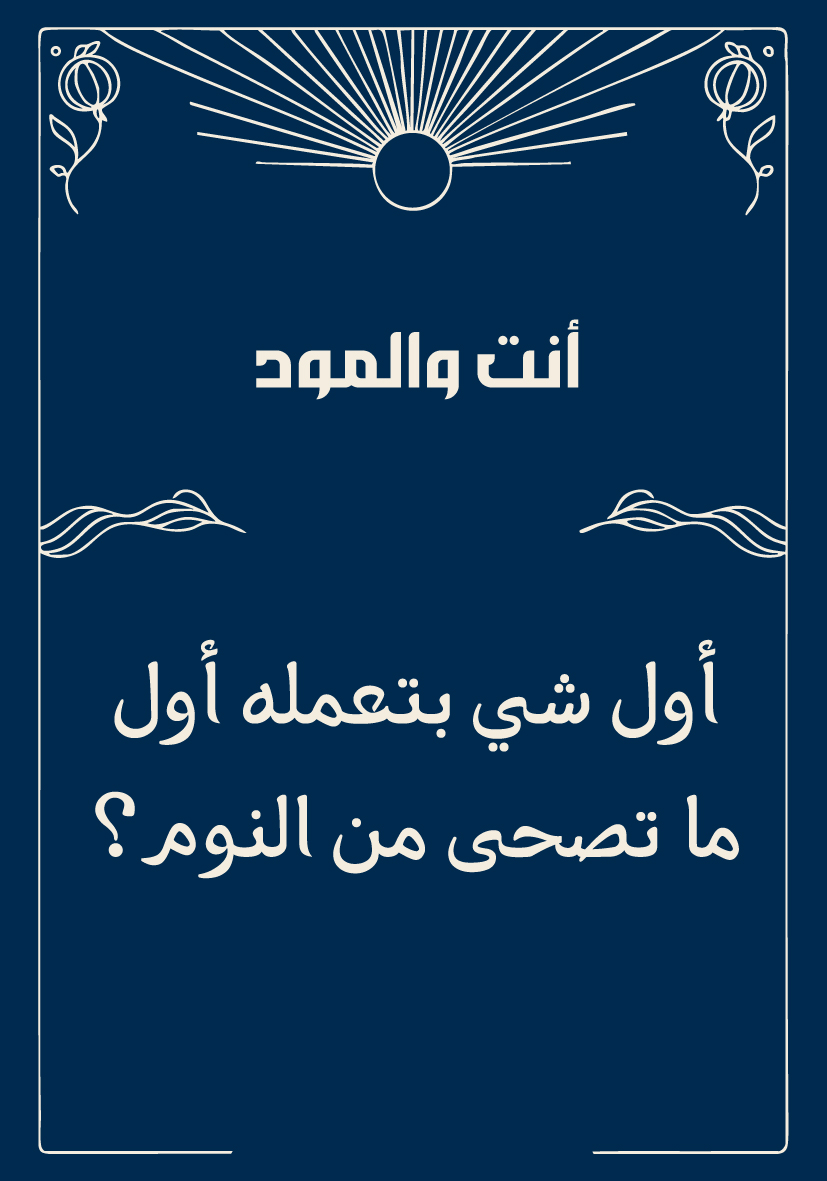 أنت والمود
أول شي بتعمله أول
ما تصحى من النوم؟